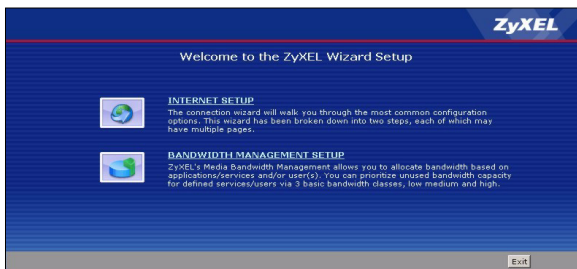 ZyXEL
Welcome to the ZyXEL Wizard Setup
INTERNET SETUP
The connection wizard will walk you through the most common configuration
options. This wizard has been broken down into two steps, each of which may
have multiple pages.
BANDWIDTH MANAGEMENT SETUP
ZyXEL's Media Bandwidth Management allows you to allocate bandwidth based on
applications/services and/or user(s). You can prioritize unused bandwidth capacity
for defined services/users via 3 basic bandwidth classes, low medium and high.
Exit